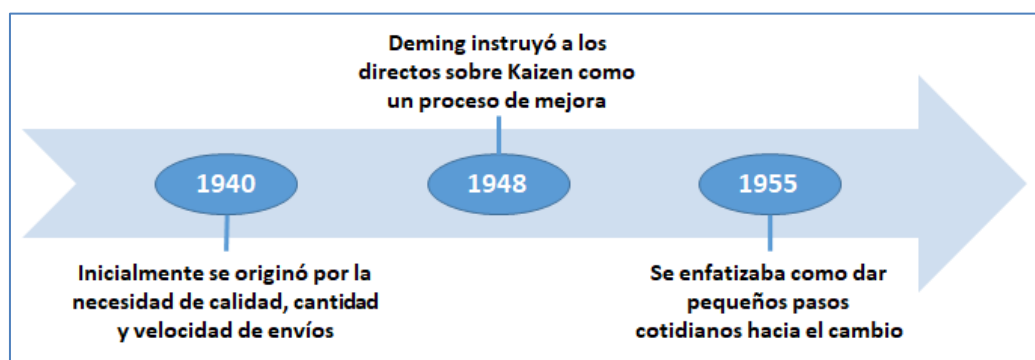 Deming instruyó a los
directos sobre Kaizen como
un proceso de mejora
1940
1948
1955
Inicialmente se originó por la
necesidad de calidad, cantidad
y velocidad de envíos
Se enfatizaba como dar
pequeños pasos
cotidianos hacia el cambio